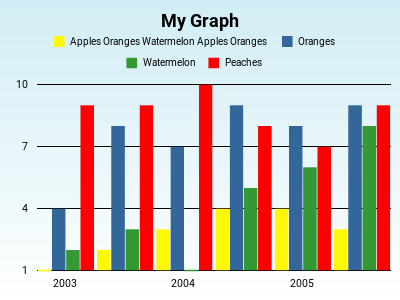 My Graph
Apples Oranges Watermelon Apples Oranges Oranges
Watermelon Peaches
10
7
4
1
2003 2004 2005